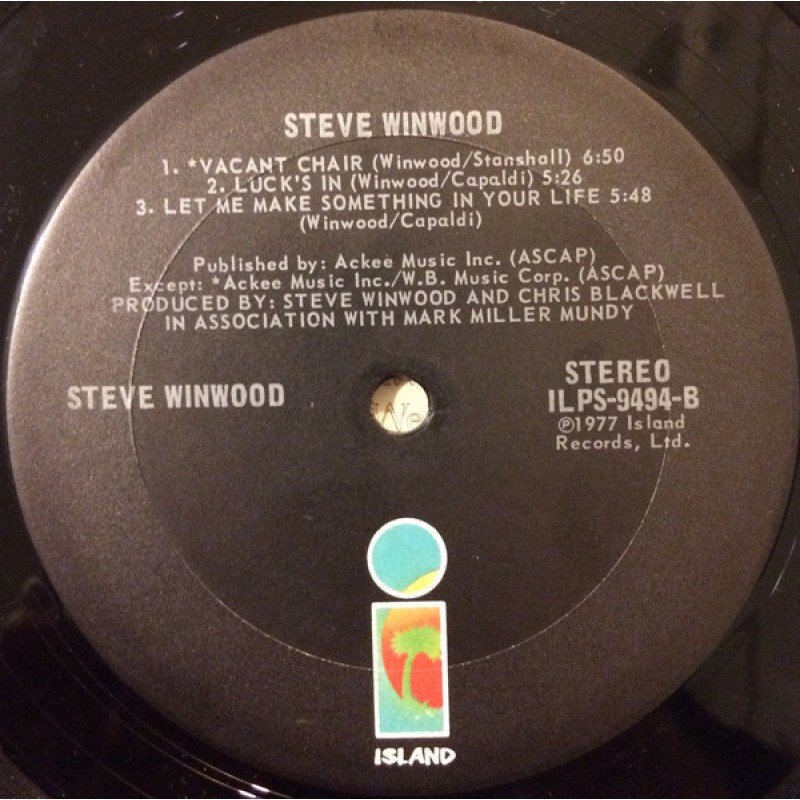 STEVE WINWOOD
1. *VACANT CHAIR (Winwood/Stanshall) 6:50
2. LUCK'S IN (Winwood/Capaldi) 5:26
3. LET ME MAKE SOMETHING IN YOUR LIFE 5:48
(Winwood/Capaldi)
Published by: Ackee Music Inc. (ASCAP)
Except: *Ackee Music Inc./W.B. Music Corp. (ASCAP)
PRODUCED BY: STEVE WINWOOD AND CHRIS BLACKWELL
IN ASSOCIATION WITH MARK MILLER MUNDY
STEVE WINWOOD
STEREO
ILPS-9494-B
℗1977 Island
Records, Ltd.
ISLAND